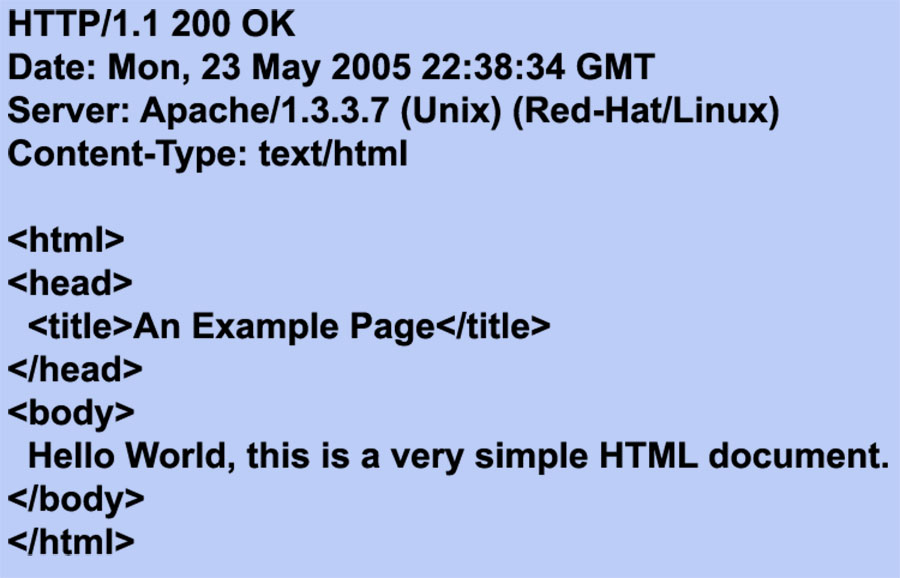 HTTP/1.1 200 OK
Date: Mon, 23 May 2005 22:38:34 GMT
Server: Apache/1.3.3.7 (Unix) (Red-Hat/Linux)
Content-Type: text/html

<html>
<head>
  <title>An Example Page</title>
</head>
<body>
  Hello World, this is a very simple HTML document.
</body>
</html>